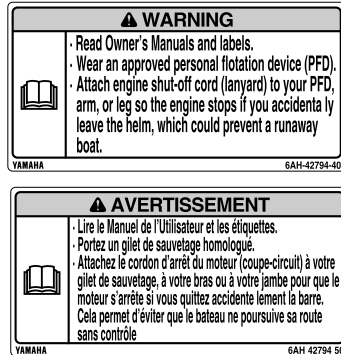 WARNING
· Read Owner's Manuals and labels.
· Wear an approved personal flotation device (PFD).
· Attach engine shut-off cord (lanyard) to your PFD,
arm, or leg so the engine stops if you accidenta ly
leave the helm, which could prevent a runaway
boat.
YAMAHA 6AH-42794-40
AVERTISSEMENT
· Lire le Manuel de l'Utilisateur et les étiquettes.
· Portez un gilet de sauvetage homologué.
· Attachez le cordon d'arrêt du moteur (coupe-circuit) à votre
gilet de sauvetage, à votre bras ou à votre jambe pour que le
moteur s'arrête si vous quittez accidente lement la barre.
Cela permet d'éviter que le bateau ne poursuive sa route
sans contrôle
YAMAHA 6AH 42794 50